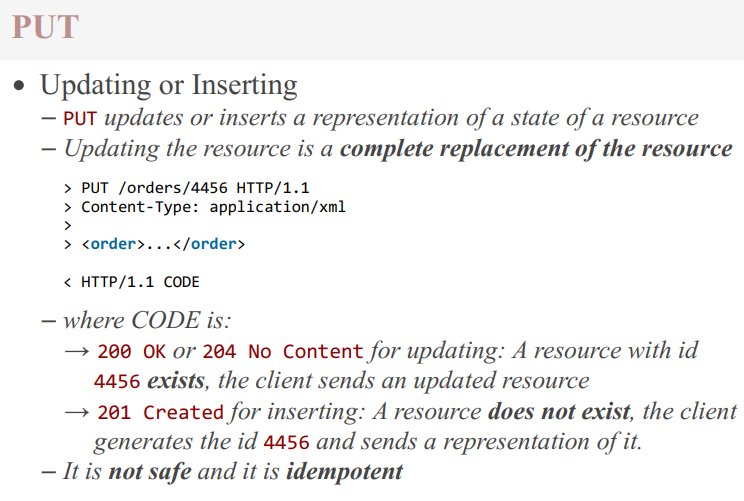 PUT
• Updating or Inserting
– PUT updates or inserts a representation of a state of a resource
– Updating the resource is a complete replacement of the resource
> PUT /orders/4456 HTTP/1.1
> Content-Type: application/xml
>
> <order>...</order>
< HTTP/1.1 CODE
– where CODE is:
→ 200 OK or 204 No Content for updating: A resource with id
4456 exists, the client sends an updated resource
→ 201 Created for inserting: A resource does not exist, the client
generates the id 4456 and sends a representation of it.
– It is not safe and it is idempotent